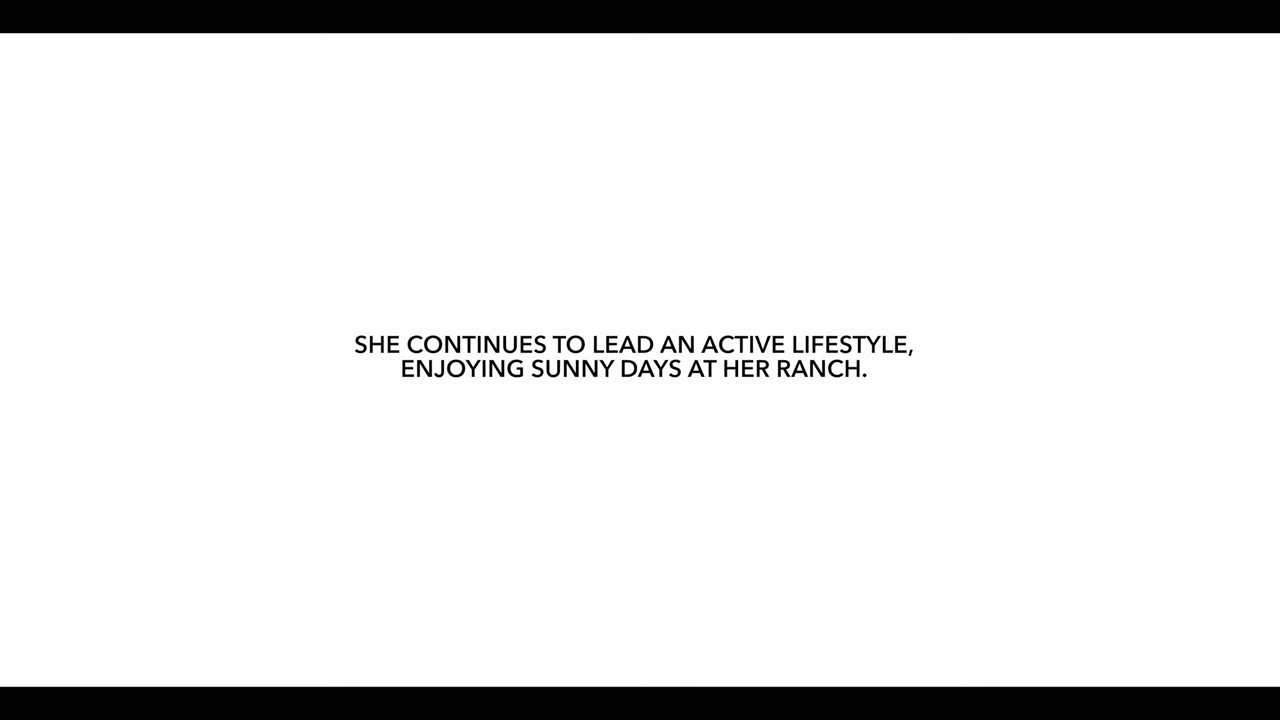 SHE CONTINUES TO LEAD AN ACTIVE LIFESTYLE,
ENJOYING SUNNY DAYS AT HER RANCH.